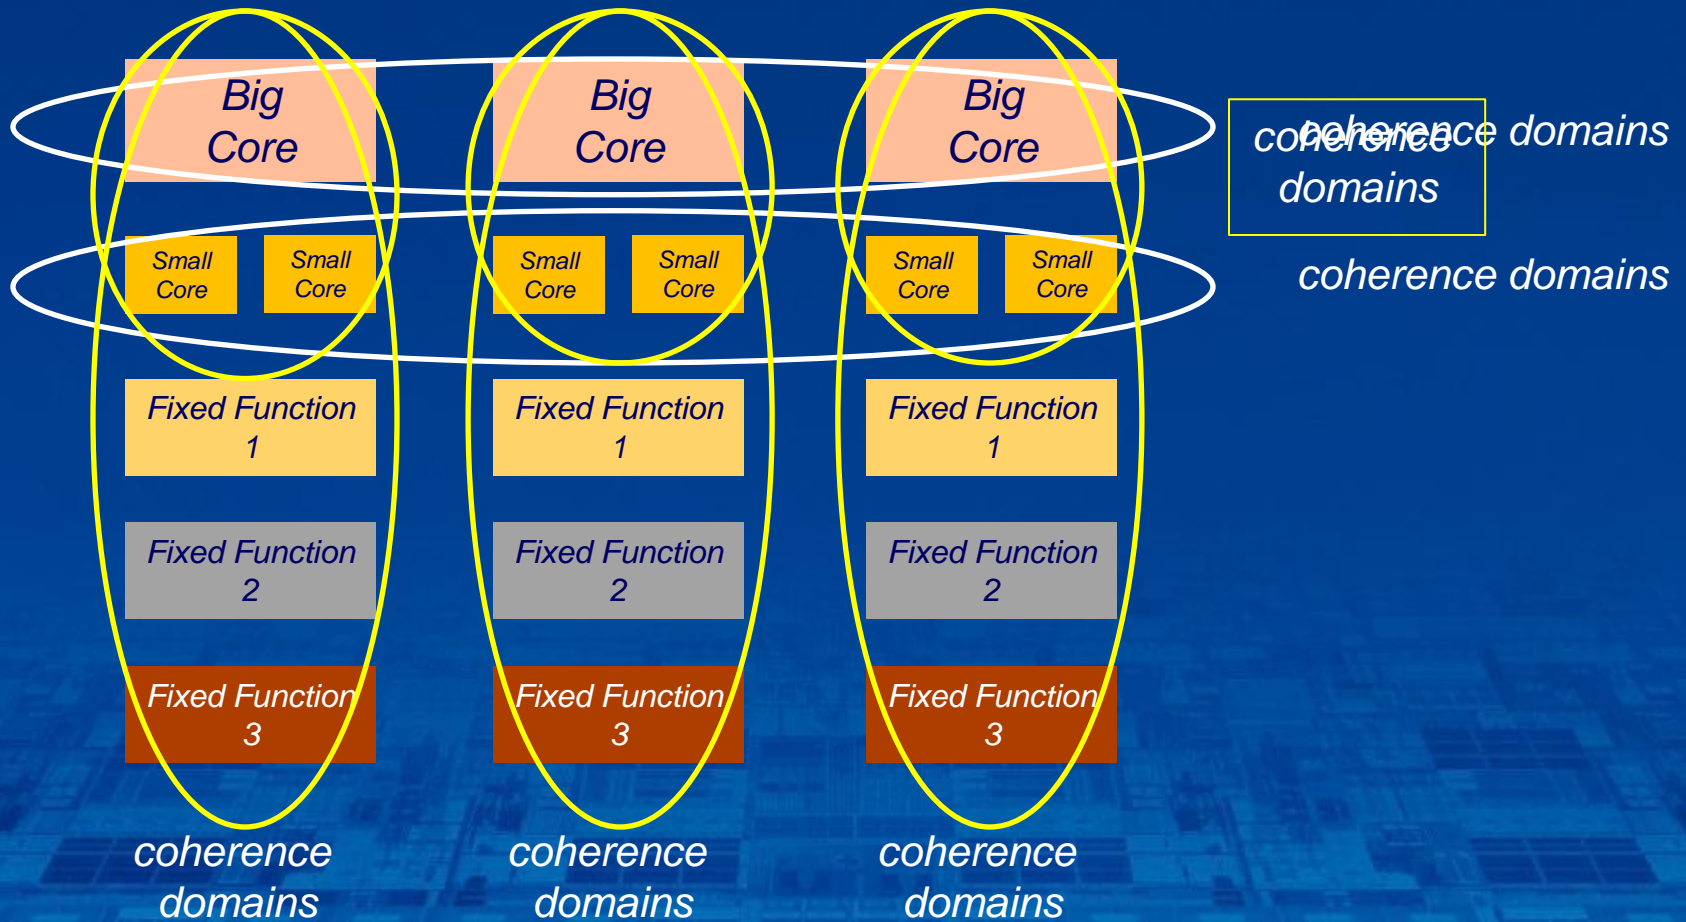 Big
Core
Big
Core
Big
Core
coherence
domains
coherence domains
Small
Core
Small
Core
Small
Core
Small
Core
Small
Core
Small
Core
coherence domains
Fixed Function
1
Fixed Function
1
Fixed Function
1
Fixed Function
2
Fixed Function
2
Fixed Function
2
Fixed Function
3
Fixed Function
3
Fixed Function
3
coherence
domains
coherence
domains
coherence
domains